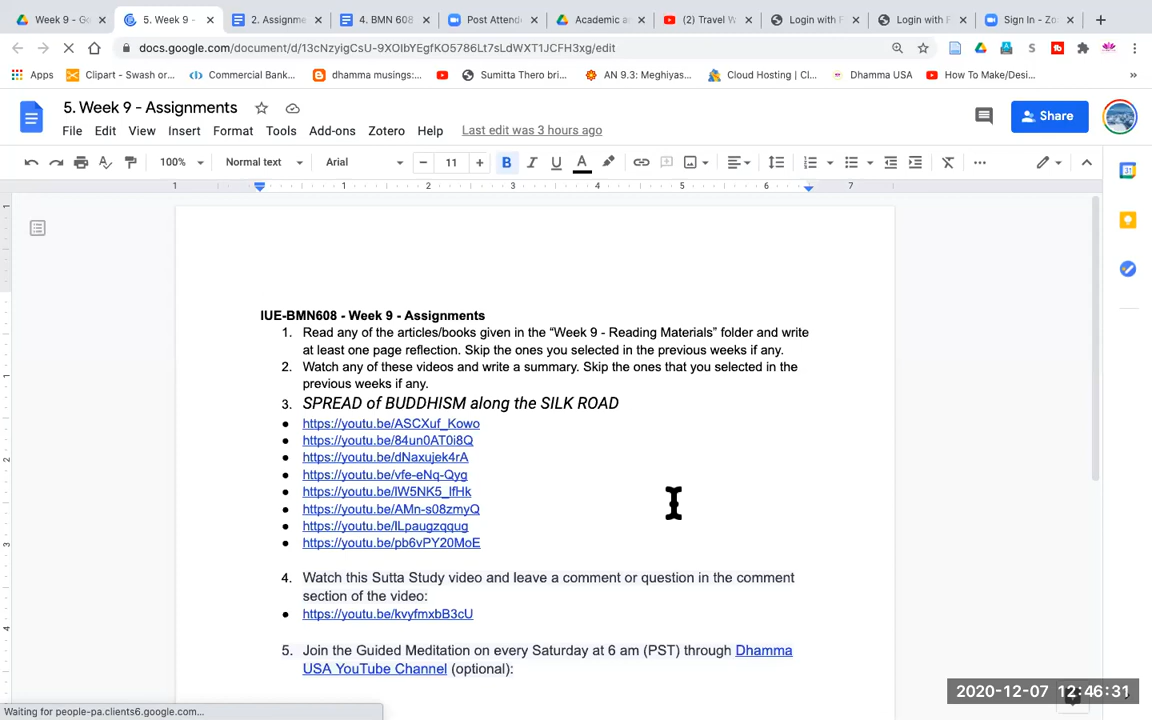 Week 9 - Go
5. Week 9 -
2. Assignme
4. BMN 608
Post Attend
Academic a
(2) Travel W
Login with F
Login with F
Sign In - Zo
docs.google.com/document/d/13cNzyigCsU-9XOIbYEgfKO5786Lt7sLdWXT1JCFH3xg/edit
Apps
Clipart - Swash or...
Commercial Bank...
dhamma musings:...
Sumitta Thero bri...
AN 9.3: Meghiyas...
Cloud Hosting | Cl...
Dhamma USA
How To Make/Desi...
»
5. Week 9 - Assignments
File Edit View Insert Format Tools Add-ons Zotero Help Last edit was 3 hours ago
Share
100% Normal text Arial 11 B I U A
1 1 2 3 4 5 6 7
IUE-BMN608 - Week 9 - Assignments
1. Read any of the articles/books given in the “Week 9 - Reading Materials” folder and write
at least one page reflection. Skip the ones you selected in the previous weeks if any.
2. Watch any of these videos and write a summary. Skip the ones that you selected in the
previous weeks if any.
3. SPREAD of BUDDHISM along the SILK ROAD
● https://youtu.be/ASCXuf_Kowo
● https://youtu.be/84un0AT0i8Q
● https://youtu.be/dNaxujek4rA
● https://youtu.be/vfe-eNq-Qyg
● https://youtu.be/lW5NK5_IfHk
● https://youtu.be/AMn-s08zmyQ
● https://youtu.be/lLpaugzqqug
● https://youtu.be/pb6vPY20MoE
4. Watch this Sutta Study video and leave a comment or question in the comment
section of the video:
● https://youtu.be/kvyfmxbB3cU
5. Join the Guided Meditation on every Saturday at 6 am (PST) through Dhamma
USA YouTube Channel (optional):
Waiting for people-pa.clients6.google.com...
2020-12-07 12:46:31